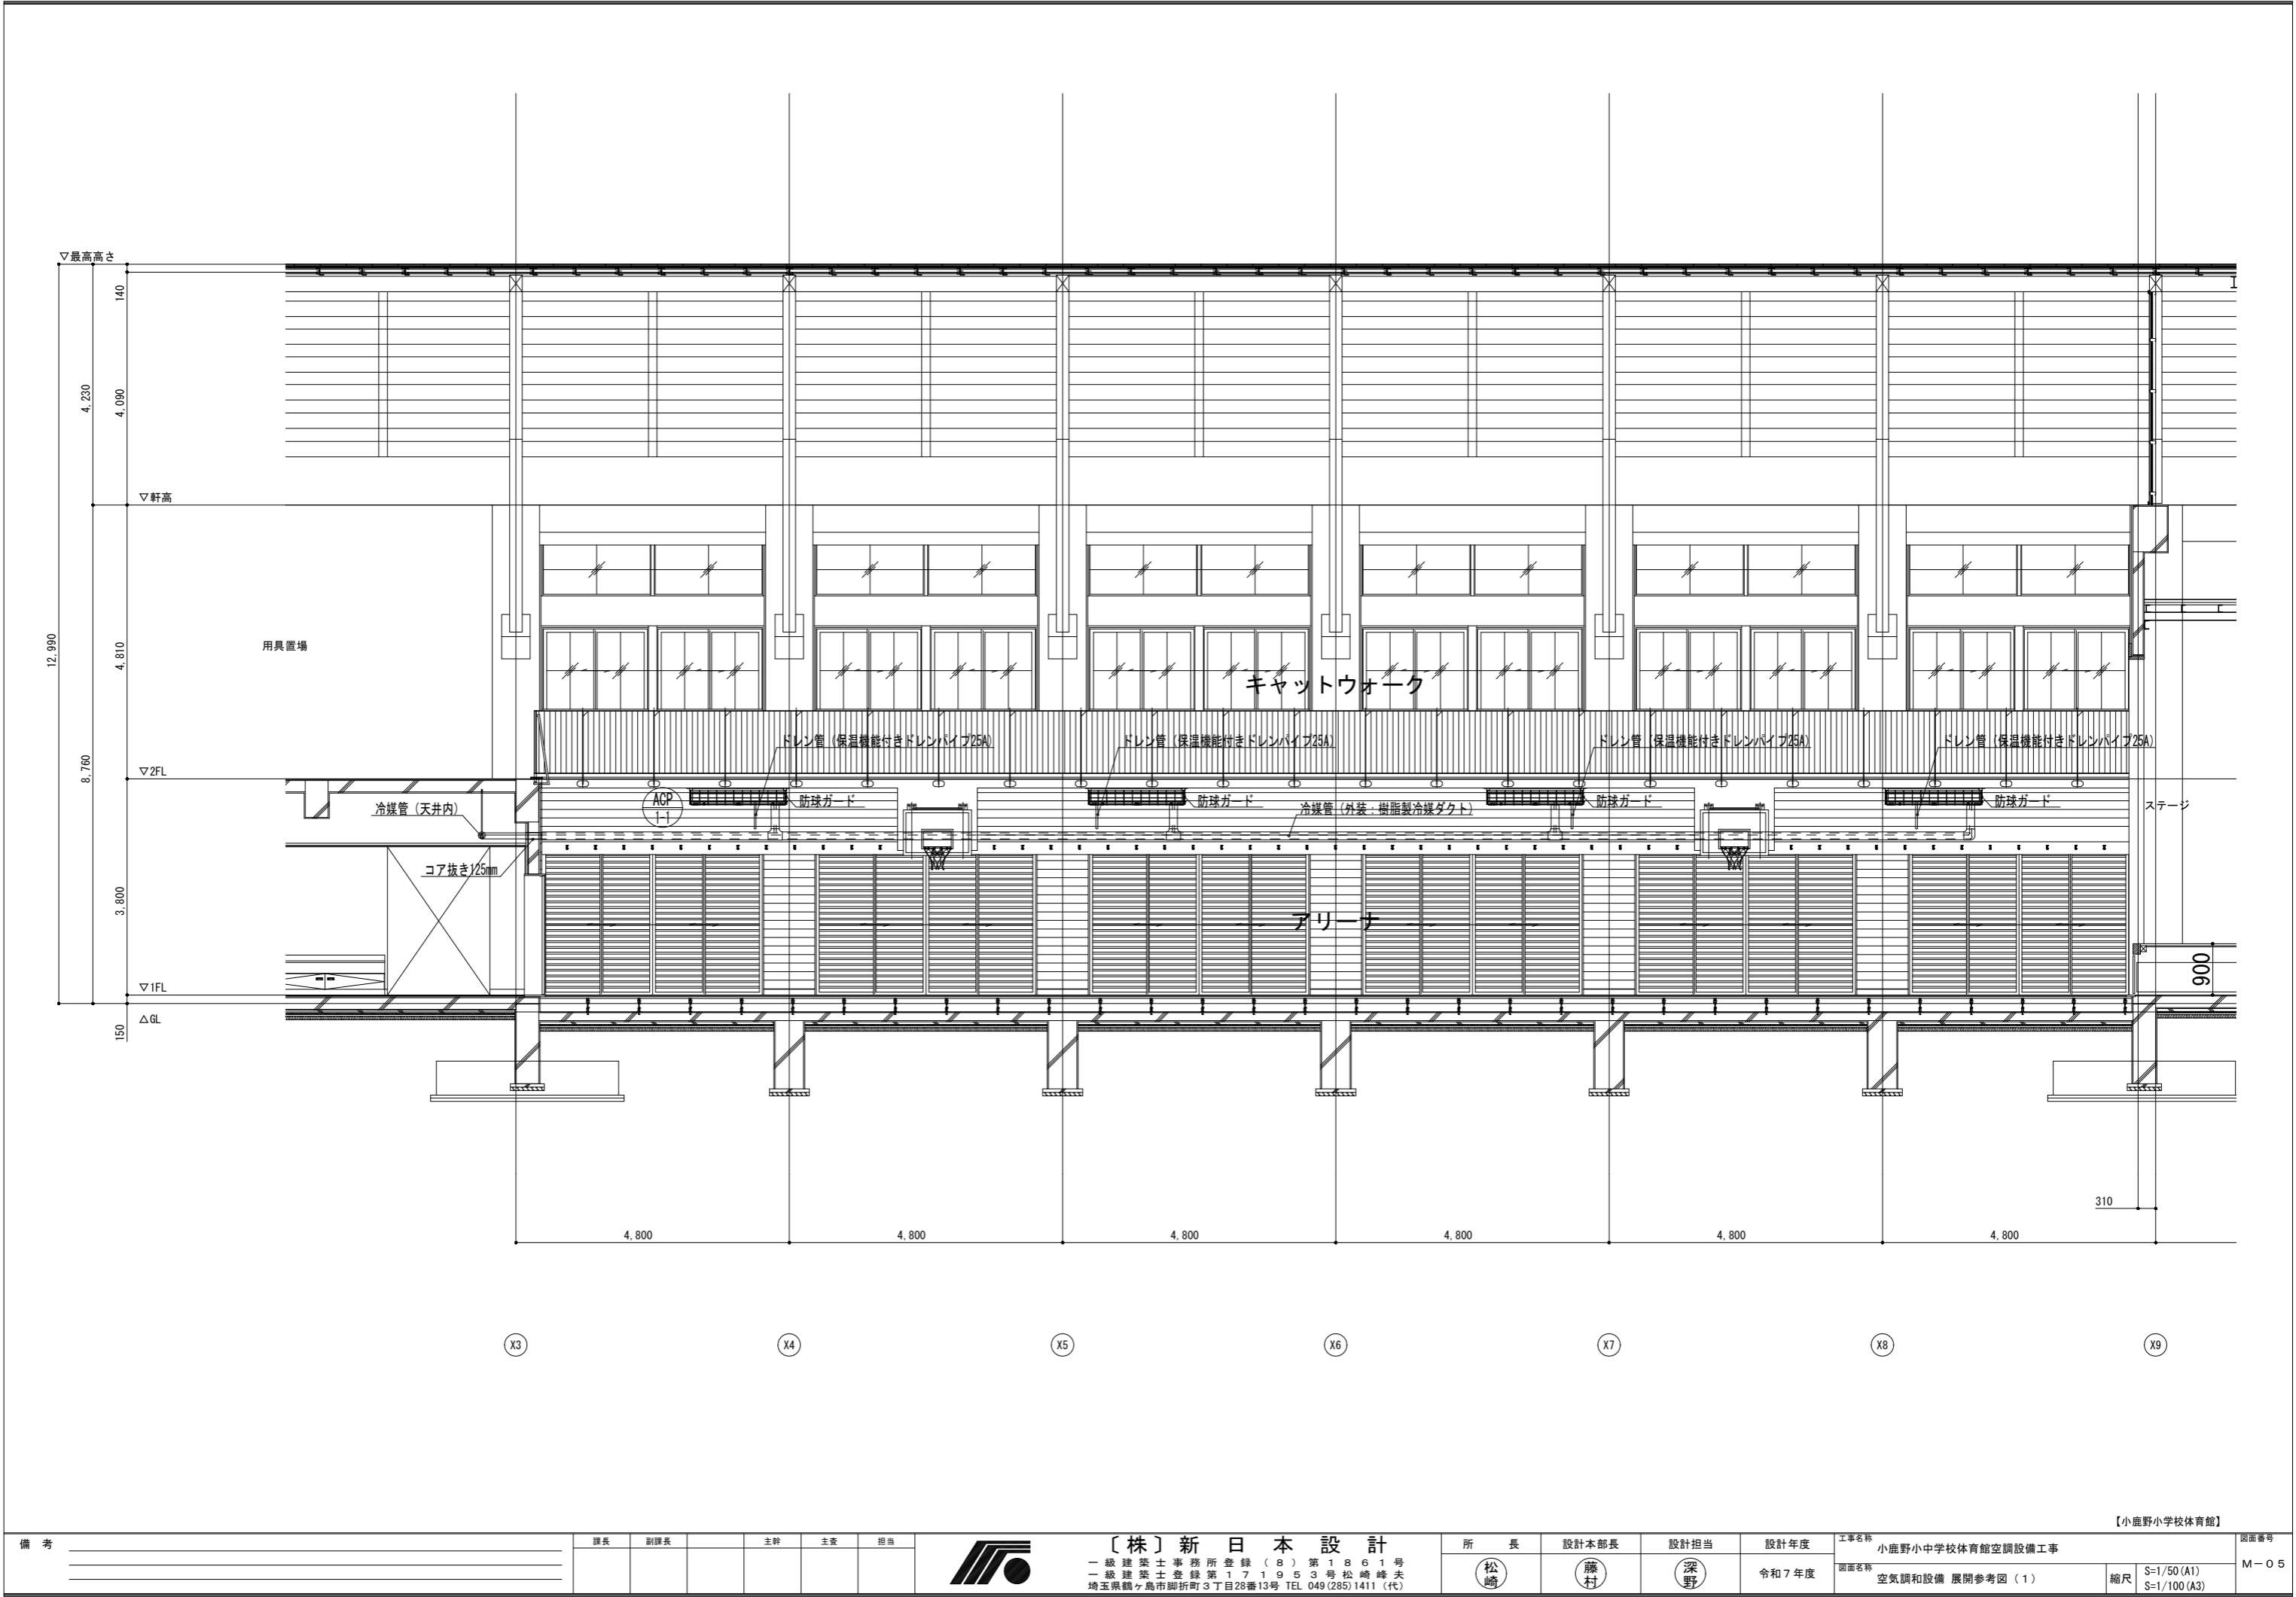 ▽最高高さ
140
4,230
4,090
▽軒高
12,990
用具置場
4,810
キャットウォーク
8,760
ドレン管（保温機能付きドレンパイプ25A）
ドレン管（保温機能付きドレンパイプ25A）
ドレン管（保温機能付きドレンパイプ25A）
ドレン管（保温機能付きドレンパイプ25A）
▽2FL
冷媒管（天井内）
ACP
1-1
防球ガード
防球ガード
冷媒管（外装：樹脂製冷媒ダクト）
防球ガード
防球ガード
ステージ
コア抜き125mm
3,800
アリーナ
900
▽1FL
△GL
150
310
4,800
4,800
4,800
4,800
4,800
4,800
X3
X4
X5
X6
X7
X8
X9
【小鹿野小学校体育館】
備 考
課長
副課長
主幹
主査
担当
〔株〕新日本設計
一級建築士事務所登録（8）第1861号
一級建築士登録第171953号松崎峰夫
埼玉県鶴ヶ島市脚折町3丁目28番13号 TEL 049(285)1411（代）
所 長
松崎
設計本部長
藤村
設計担当
深野
設計年度
令和7年度
工事名称
小鹿野小中学校体育館空調設備工事
図面名称
空気調和設備 展開参考図（1）
縮尺
S=1/50(A1)
S=1/100(A3)
図面番号
M-05